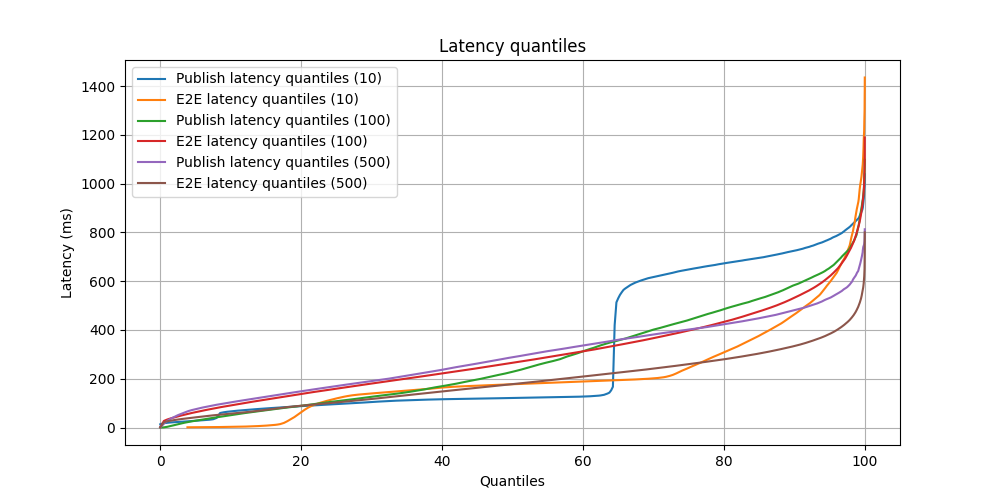 Latency quantiles
Publish latency quantiles (10)
E2E latency quantiles (10)
Publish latency quantiles (100)
E2E latency quantiles (100)
Publish latency quantiles (500)
E2E latency quantiles (500)
Latency (ms)
1400
1200
1000
800
600
400
200
0
0 20 40 60 80 100
Quantiles